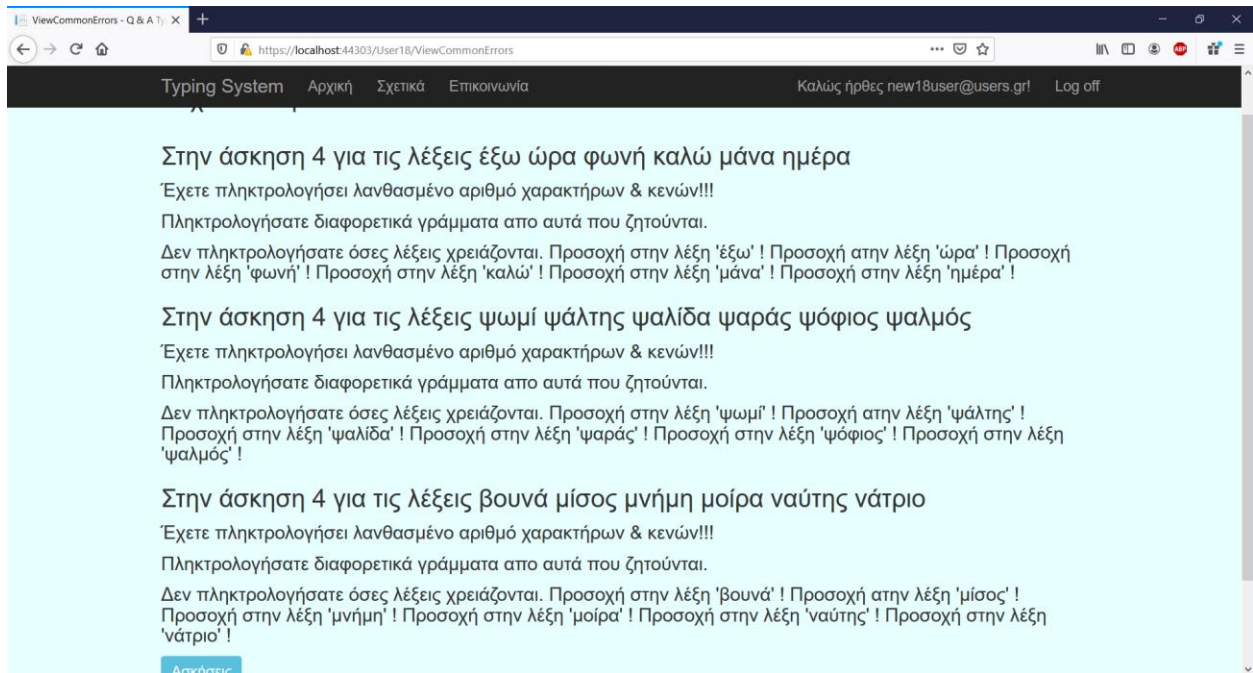 ViewCommonErrors - Q & A Ty
https://localhost:44303/User18/ViewCommonErrors
ABP
Typing System Αρχική Σχετικά Επικοινωνία Καλώς ήρθες new18user@users.gr! Log off
Στην άσκηση 4 για τις λέξεις έξω ώρα φωνή καλώ μάνα ημέρα
Έχετε πληκτρολογήσει λανθασμένο αριθμό χαρακτήρων & κενών!!!
Πληκτρολογήσατε διαφορετικά γράμματα απο αυτά που ζητούνται.
Δεν πληκτρολογήσατε όσες λέξεις χρειάζονται. Προσοχή στην λέξη 'έξω' ! Προσοχή ατην λέξη 'ώρα' ! Προσοχή
στην λέξη 'φωνή' ! Προσοχή στην λέξη 'καλώ' ! Προσοχή στην λέξη 'μάνα' ! Προσοχή στην λέξη 'ημέρα' !
Στην άσκηση 4 για τις λέξεις ψωμί ψάλτης ψαλίδα ψαράς ψόφιος ψαλμός
Έχετε πληκτρολογήσει λανθασμένο αριθμό χαρακτήρων & κενών!!!
Πληκτρολογήσατε διαφορετικά γράμματα απο αυτά που ζητούνται.
Δεν πληκτρολογήσατε όσες λέξεις χρειάζονται. Προσοχή στην λέξη 'ψωμί' ! Προσοχή ατην λέξη 'ψάλτης' !
Προσοχή στην λέξη 'ψαλίδα' ! Προσοχή στην λέξη 'ψαράς' ! Προσοχή στην λέξη 'ψόφιος' ! Προσοχή στην λέξη
'ψαλμός' !
Στην άσκηση 4 για τις λέξεις βουνά μίσος μνήμη μοίρα ναύτης νάτριο
Έχετε πληκτρολογήσει λανθασμένο αριθμό χαρακτήρων & κενών!!!
Πληκτρολογήσατε διαφορετικά γράμματα απο αυτά που ζητούνται.
Δεν πληκτρολογήσατε όσες λέξεις χρειάζονται. Προσοχή στην λέξη 'βουνά' ! Προσοχή ατην λέξη 'μίσος' !
Προσοχή στην λέξη 'μνήμη' ! Προσοχή στην λέξη 'μοίρα' ! Προσοχή στην λέξη 'ναύτης' ! Προσοχή στην λέξη
'νάτριο' !
Ασκήσεις